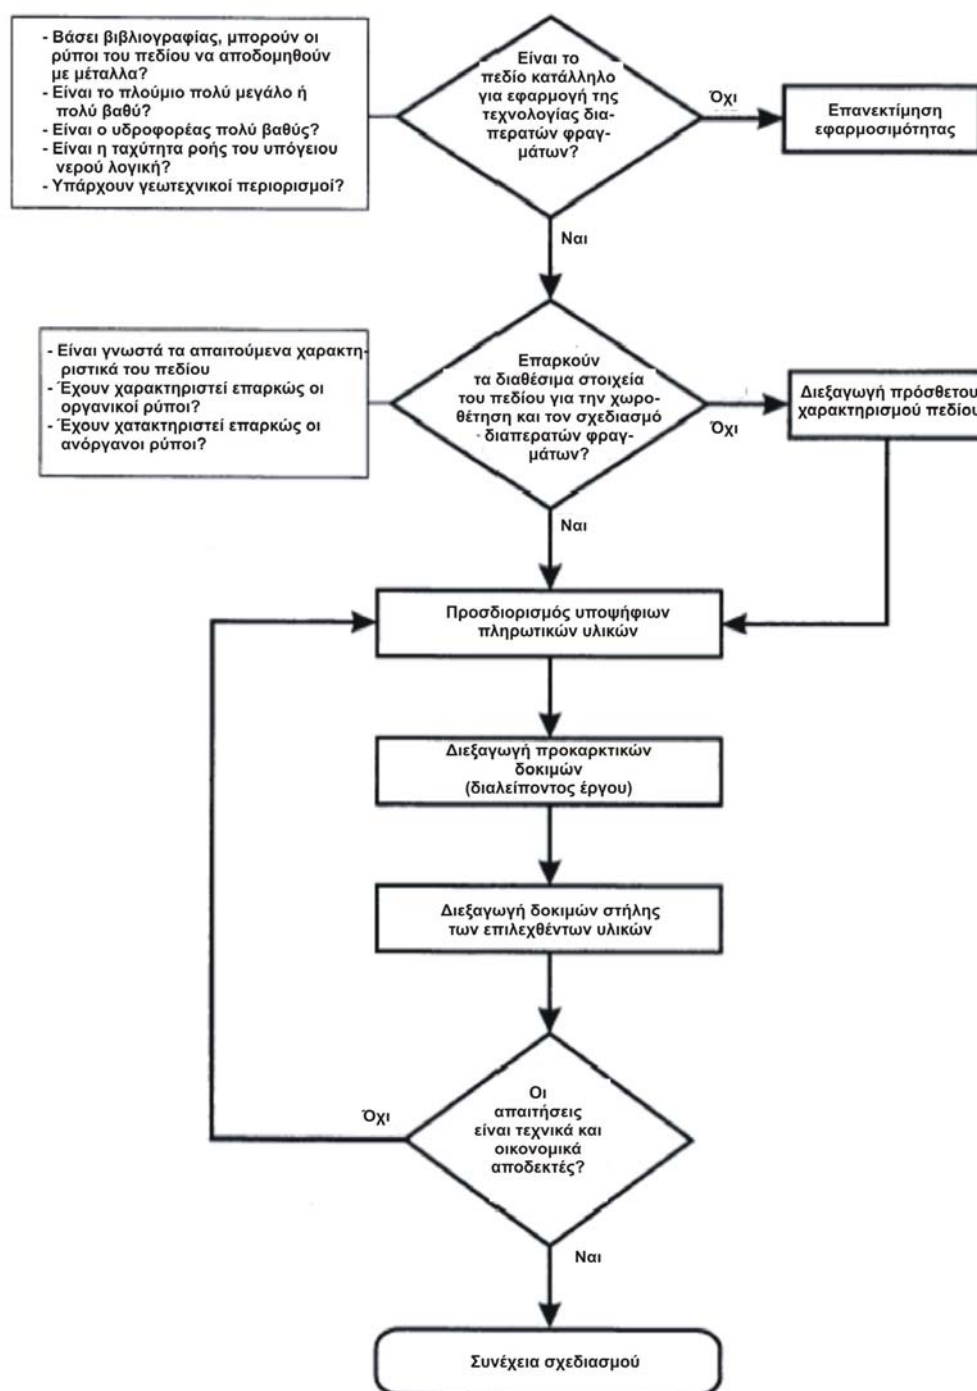 - Βάσει βιβλιογραφίας, μπορούν οι
ρύποι του πεδίου να αποδομηθούν
με μέταλλα?
- Είναι το πλούμιο πολύ μεγάλο ή
πολύ βαθύ?
- Είναι ο υδροφορέας πολύ βαθύς?
- Είναι η ταχύτητα ροής του υπόγειου
νερού λογική?
- Υπάρχουν γεωτεχνικοί περιορισμοί?
Είναι το
πεδίο κατάλληλο
για εφαρμογή της
τεχνολογίας δια-
περατών φραγ-
μάτων?
Όχι
Επανεκτίμηση
εφαρμοσιμότητας
Ναι
- Είναι γνωστά τα απαιτούμενα χαρακτη-
ριστικά του πεδίου
- Έχουν χαρακτηριστεί επαρκώς οι
οργανικοί ρύποι?
- Έχουν χατακτηριστεί επαρκώς οι
ανόργανοι ρύποι?
Επαρκούν
τα διαθέσιμα στοιχεία
του πεδίου για την χωρο-
θέτηση και τον σχεδιασμό
διαπερατών φραγ-
μάτων?
Όχι
Διεξαγωγή πρόσθετου
χαρακτηρισμού πεδίου
Ναι
Προσδιορισμός υποψήφιων
πληρωτικών υλικών
Διεξαγωγή προκαρκτικών
δοκιμών
(διαλείποντος έργου)
Διεξαγωγή δοκιμών στήλης
των επιλεχθέντων υλικών
Οι
απαιτήσεις
είναι τεχνικά και
οικονομικά
αποδεκτές?
Όχι
Ναι
Συνέχεια σχεδιασμού